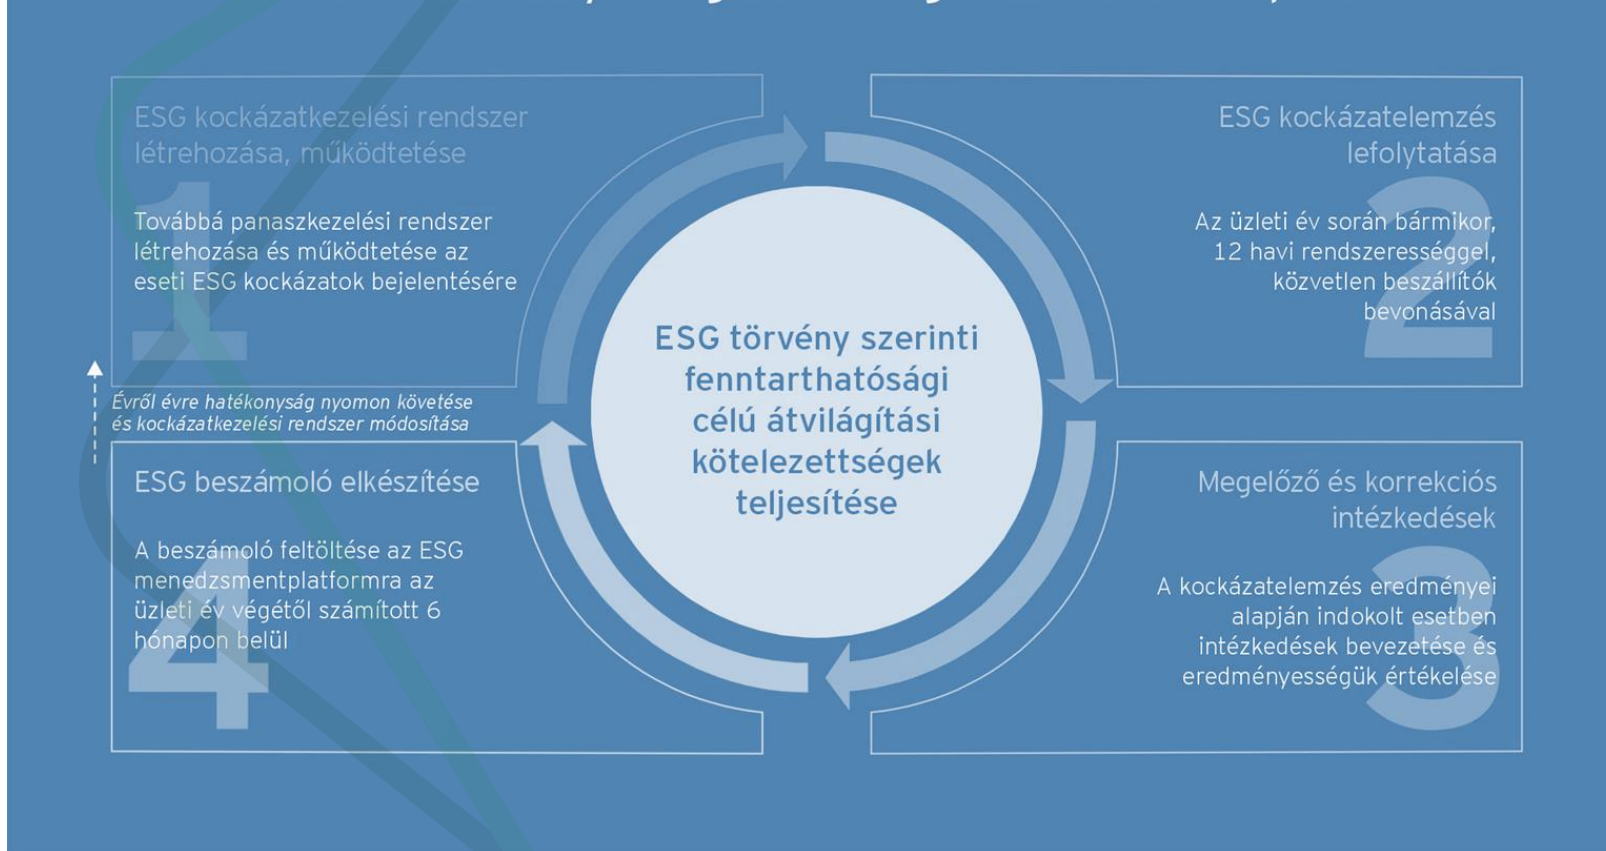 ESG kockázatkezelési rendszer
létrehozása, működtetése
1
Továbbá panaszkezelési rendszer
létrehozása és működtetése az
eseti ESG kockázatok bejelentésére
ESG kockázatelemzés
lefolytatása
2
Az üzleti év során bármikor,
12 havi rendszerességgel,
közvetlen beszállítók
bevonásával
ESG törvény szerinti
fenntarthatósági
célú átvilágítási
kötelezettségek
teljesítése
Évről évre hatékonyság nyomon követése
és kockázatkezelési rendszer módosítása
Megelőző és korrekciós
intézkedések
3
A kockázatelemzés eredményei
alapján indokolt esetben
intézkedések bevezetése és
eredményességük értékelése
ESG beszámoló elkészítése
4
A beszámoló feltöltése az ESG
menedzsmentplatformra az
üzleti év végétől számított 6
hónapon belül